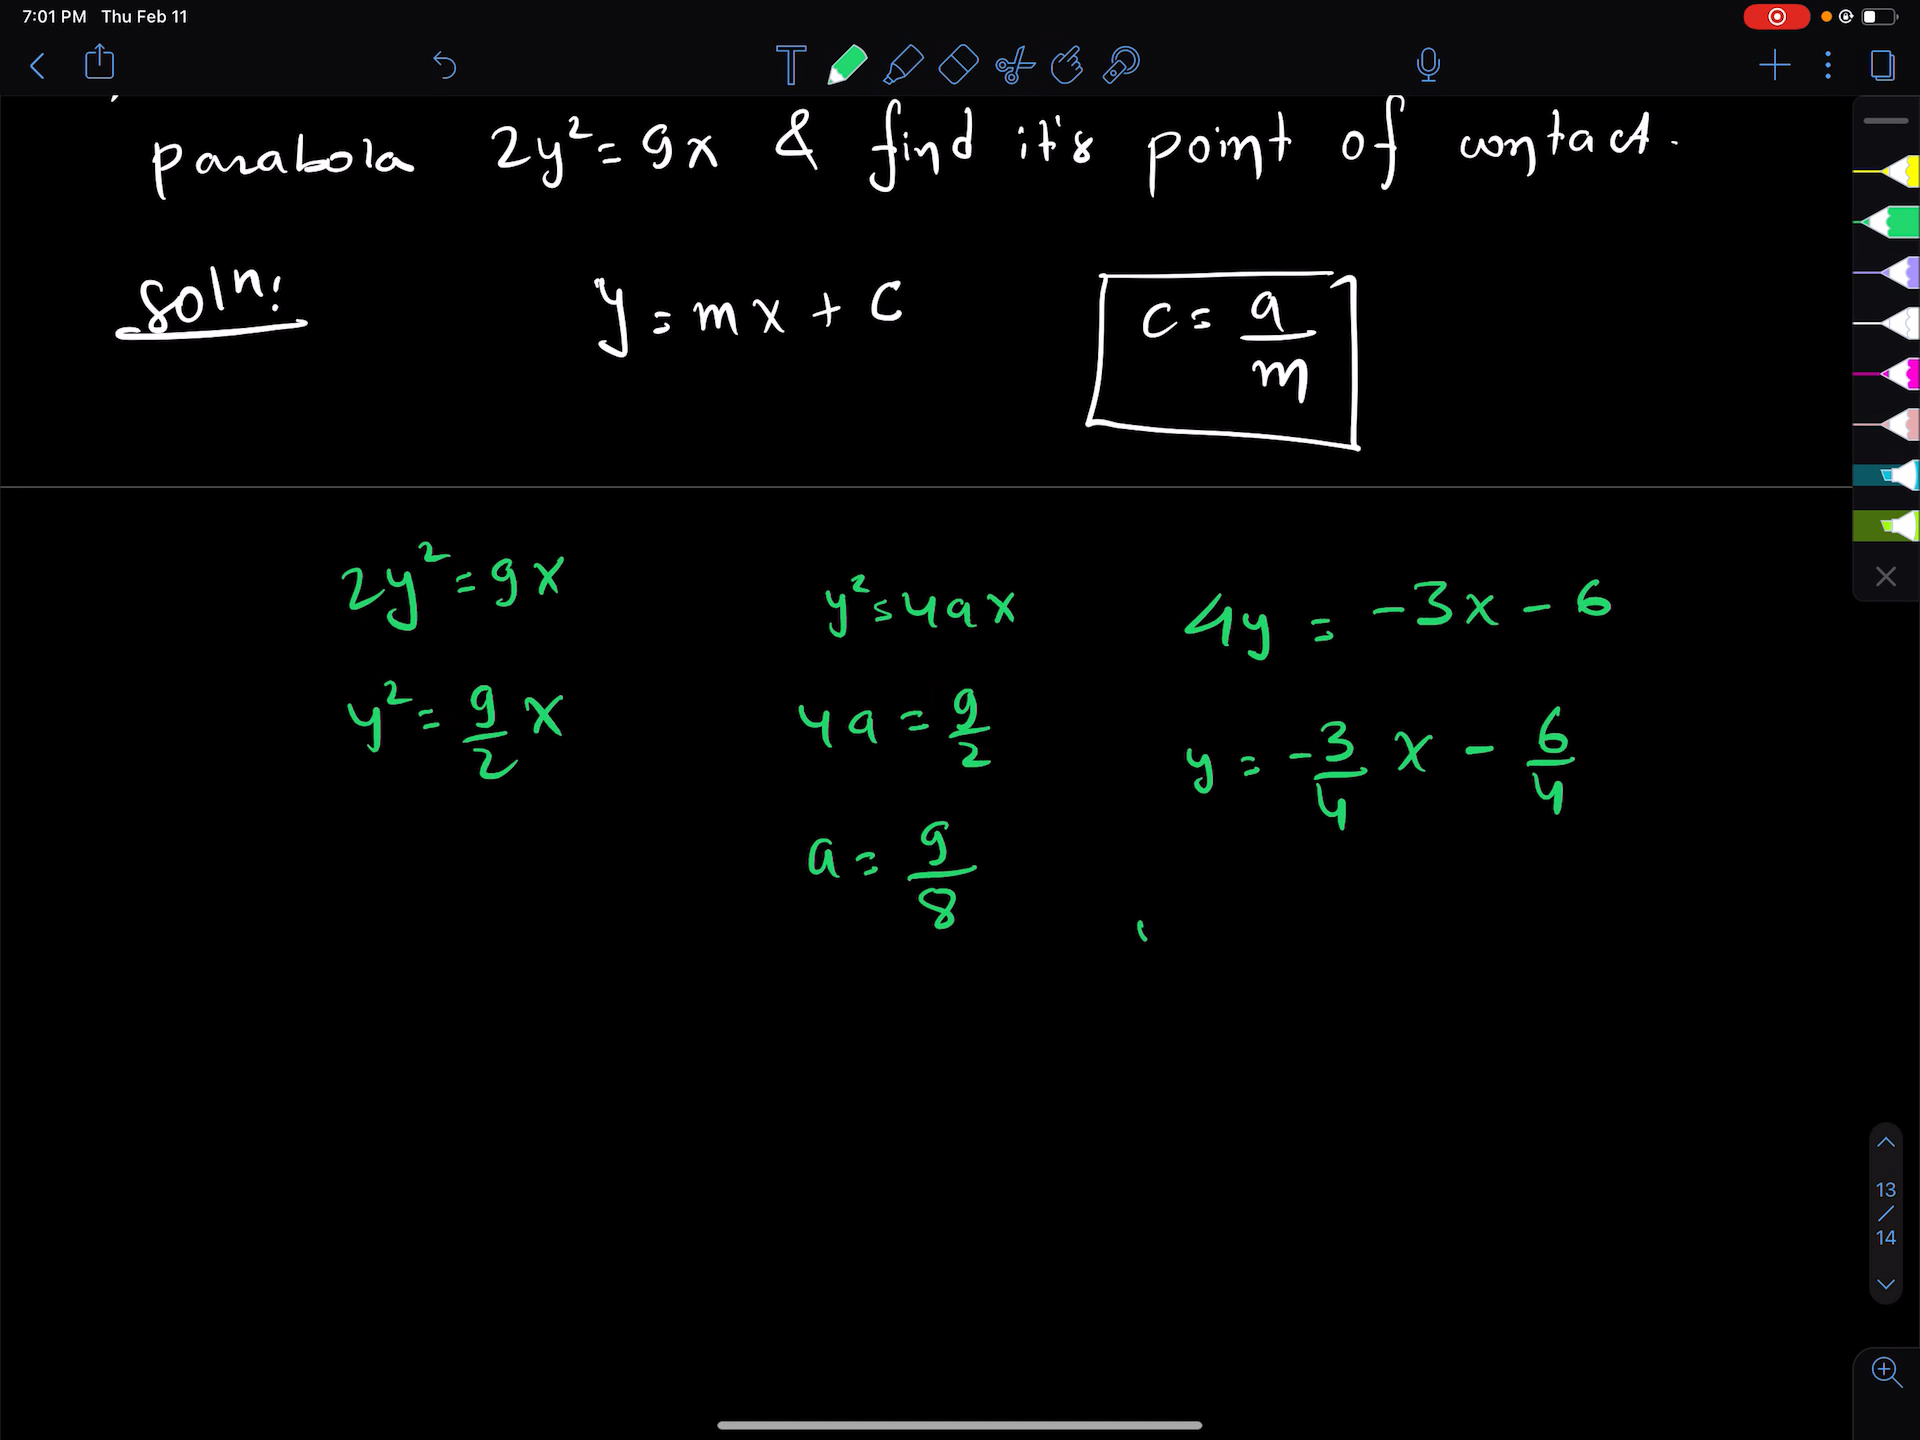 7:01 PM Thu Feb 11
T
parabola 2y² = 9x & find it's point of contact.
soln: y = mx + c c = a/m
2y² = 9x y² = 4ax 4y = -3x - 6
y² = 9/2 x 4a = 9/2 y = -3/4 x - 6/4
a = 9/8
13
/
14